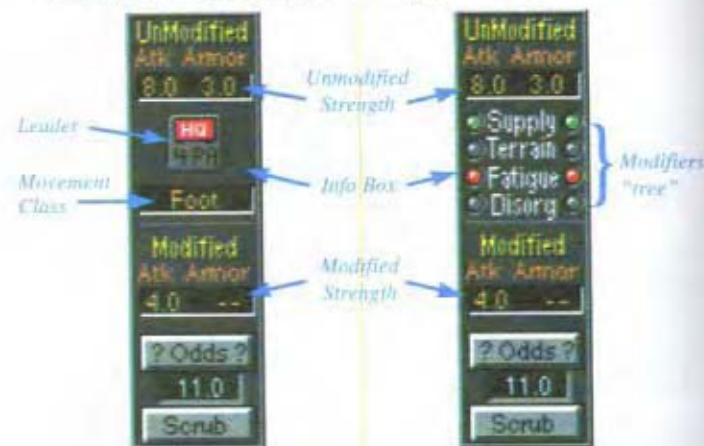 UnModified
Atk Armor
8.0 3.0
HQ
Foot
Modified
Atk Armor
4.0 --
? Odds ?
11.0
Scrub
Leader
Movement
Class
Unmodified
Strength
Info Box
Modified
Strength
UnModified
Atk Armor
8.0 3.0
Supply
Terrain
Fatigue
Disorg
Modified
Atk Armor
4.0 --
? Odds ?
11.0
Scrub
Modifiers
"tree"